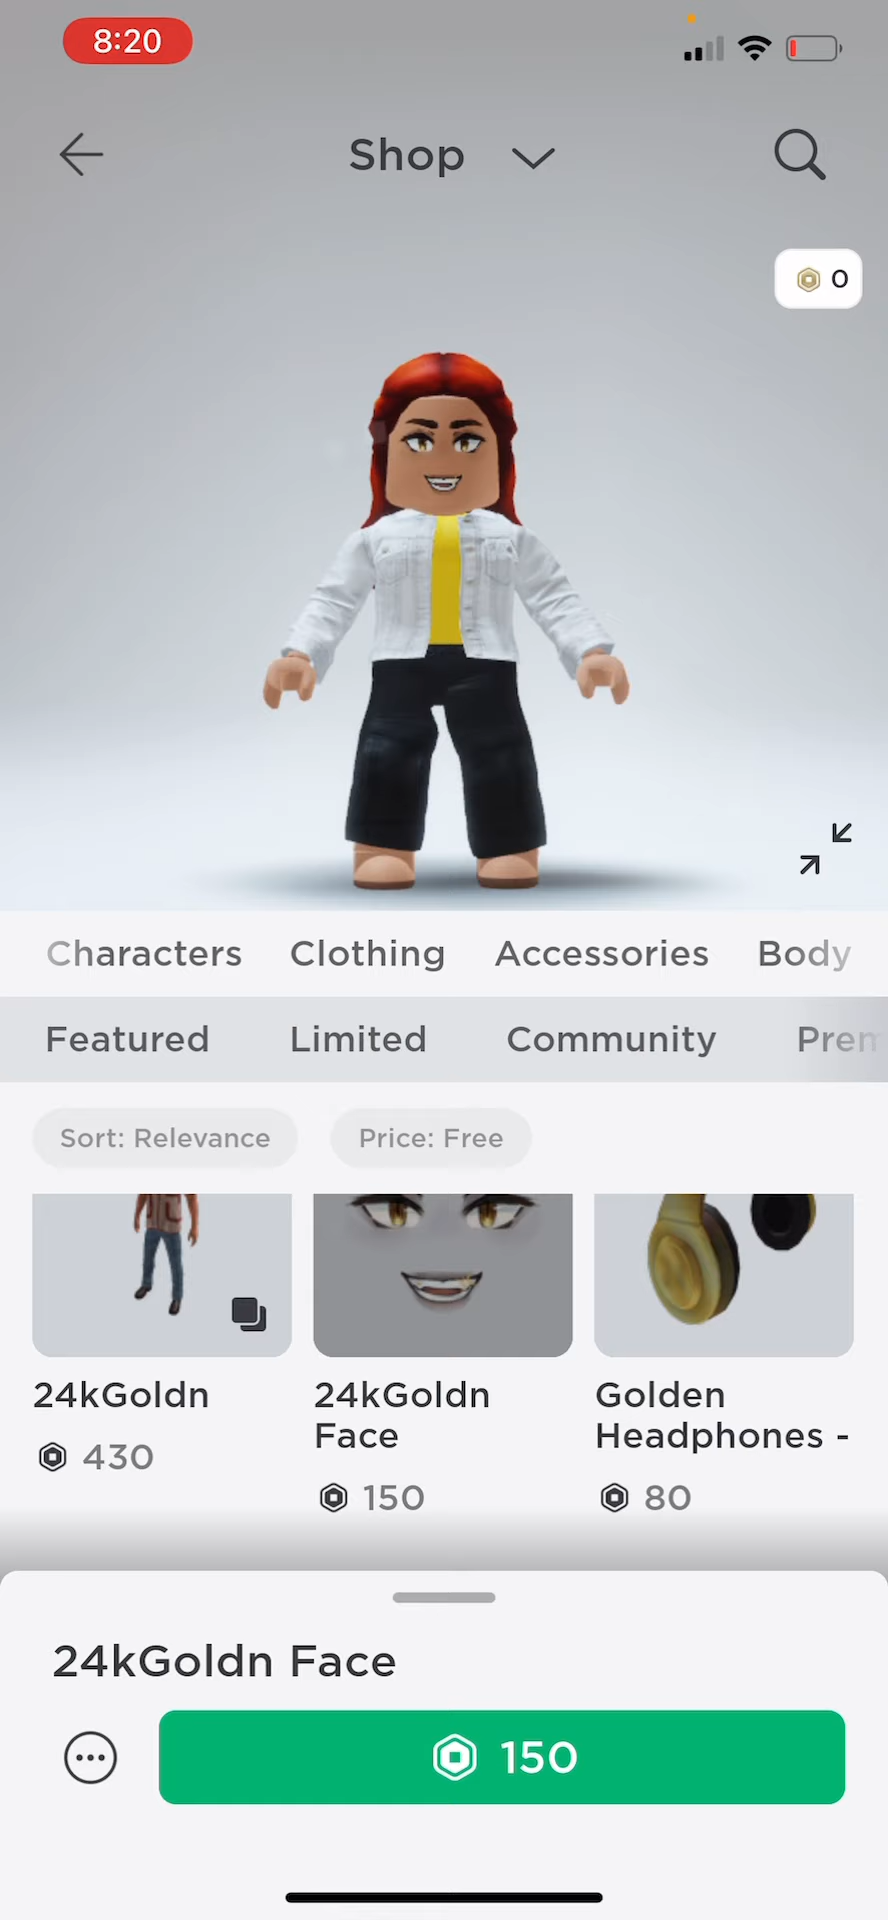 8:20
Shop
0
Characters Clothing Accessories Body
Featured Limited Community Prem
Sort: Relevance Price: Free
24kGoldn
430
24kGoldn
Face
150
Golden
Headphones -
80
24kGoldn Face
150